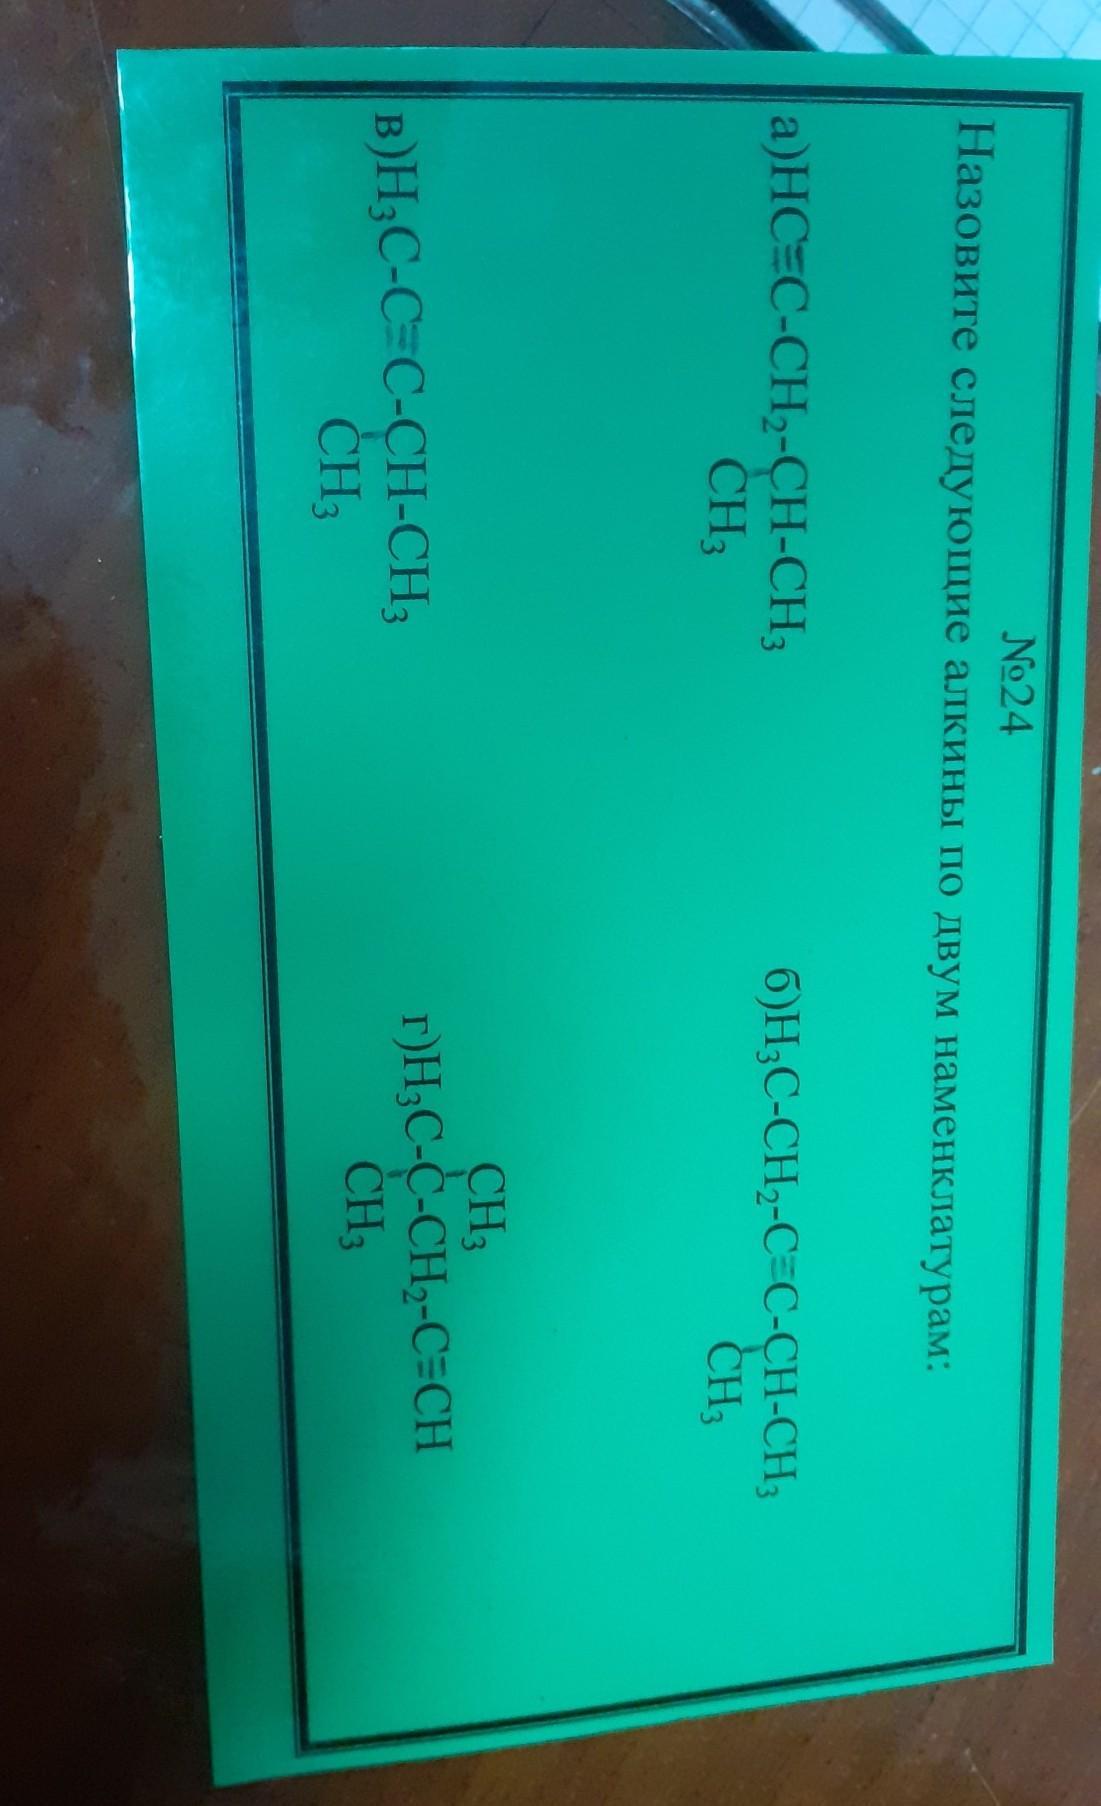 №24
Назовите следующие алкины по двум наменклатурам:
а)HC≡C-CH₂-CH-CH₃
CH₃
б)H₃C-CH₂-C≡C-CH-CH₃
CH₃
в)H₃C-C≡C-CH-CH₃
CH₃
CH₃
г)H₃C-C-CH₂-C≡CH
CH₃